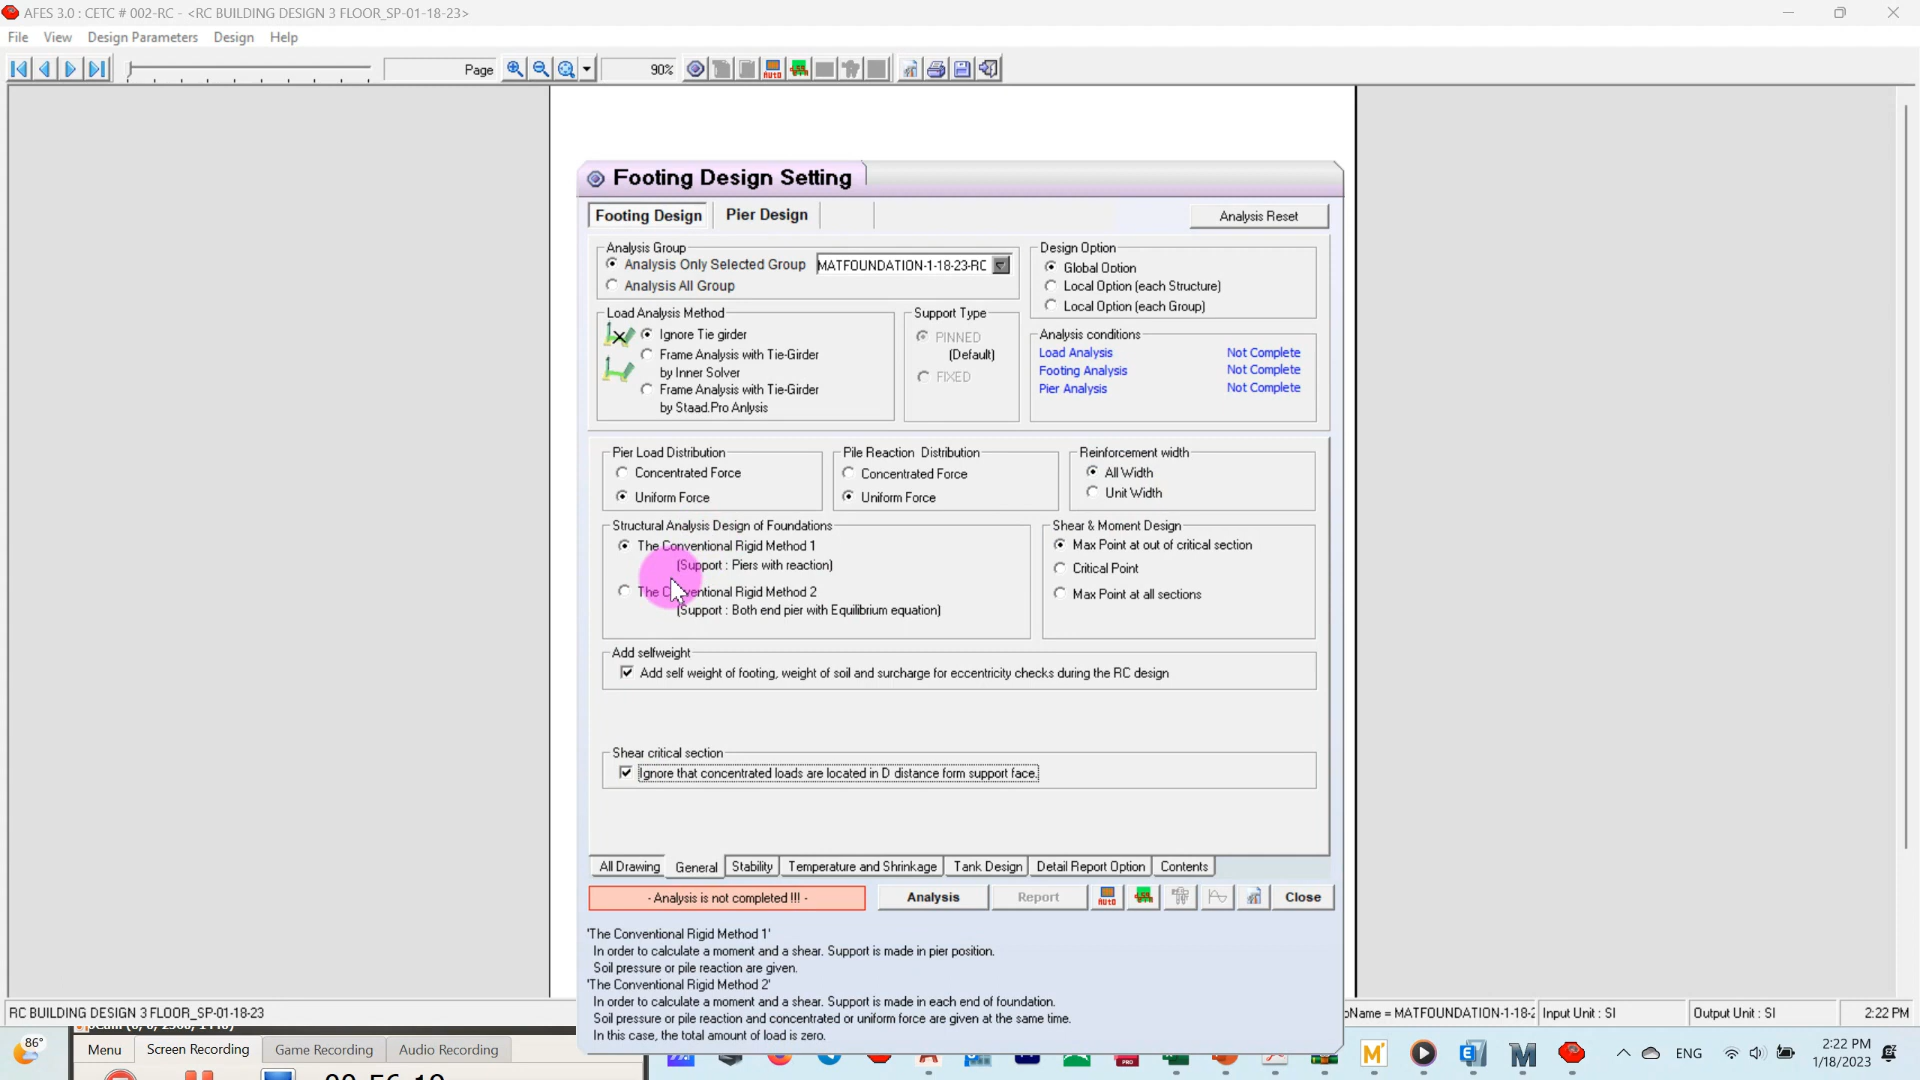 AFES 3.0 : CETC # 002-RC - <RC BUILDING DESIGN 3 FLOOR_SP-01-18-23>
File View Design Parameters Design Help
Page 90% AUTO
Footing Design Setting
Footing Design Pier Design Analysis Reset
Analysis Group
Analysis Only Selected Group MATFOUNDATION-1-18-23-RC
Analysis All Group
Design Option
Global Option
Local Option (each Structure)
Local Option (each Group)
Load Analysis Method
Ignore Tie girder
Frame Analysis with Tie-Girder
by Inner Solver
Frame Analysis with Tie-Girder
by Staad.Pro Anlysis
Support Type
PINNED
(Default)
FIXED
Analysis conditions
Load Analysis Not Complete
Footing Analysis Not Complete
Pier Analysis Not Complete
Pier Load Distribution
Concentrated Force
Uniform Force
Pile Reaction Distribution
Concentrated Force
Uniform Force
Reinforcement width
All Width
Unit Width
Structural Analysis Design of Foundations
The Conventional Rigid Method 1
(Support : Piers with reaction)
The Conventional Rigid Method 2
(Support : Both end pier with Equilibrium equation)
Shear & Moment Design
Max Point at out of critical section
Critical Point
Max Point at all sections
Add selfweight
Add self weight of footing, weight of soil and surcharge for eccentricity checks during the RC design
Shear critical section
Ignore that concentrated loads are located in D distance form support face.
All Drawing General Stability Temperature and Shrinkage Tank Design Detail Report Option Contents
- Analysis is not completed !!! - Analysis Report AUTO Close
'The Conventional Rigid Method 1'
In order to calculate a moment and a shear. Support is made in pier position.
Soil pressure or pile reaction are given.
'The Conventional Rigid Method 2'
In order to calculate a moment and a shear. Support is made in each end of foundation.
Soil pressure or pile reaction and concentrated or uniform force are given at the same time.
In this case, the total amount of load is zero.
RC BUILDING DESIGN 3 FLOOR_SP-01-18-23
Name = MATFOUNDATION-1-18-2 Input Unit : SI Output Unit : SI 2:22 PM
86°
Menu Screen Recording Game Recording Audio Recording
ENG
2:22 PM
1/18/2023